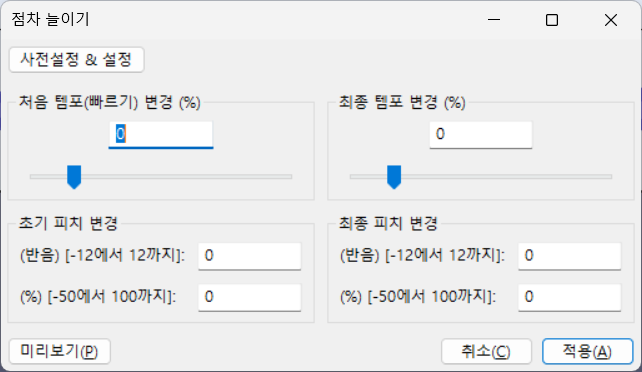 점차 늘이기
사전설정 & 설정
처음 템포(빠르기) 변경 (%)
최종 템포 변경 (%)
0
0
초기 피치 변경
최종 피치 변경
(반음) [-12에서 12까지]: 0
(반음) [-12에서 12까지]: 0
(%) [-50에서 100까지]: 0
(%) [-50에서 100까지]: 0
미리보기(P)
취소(C)
적용(A)